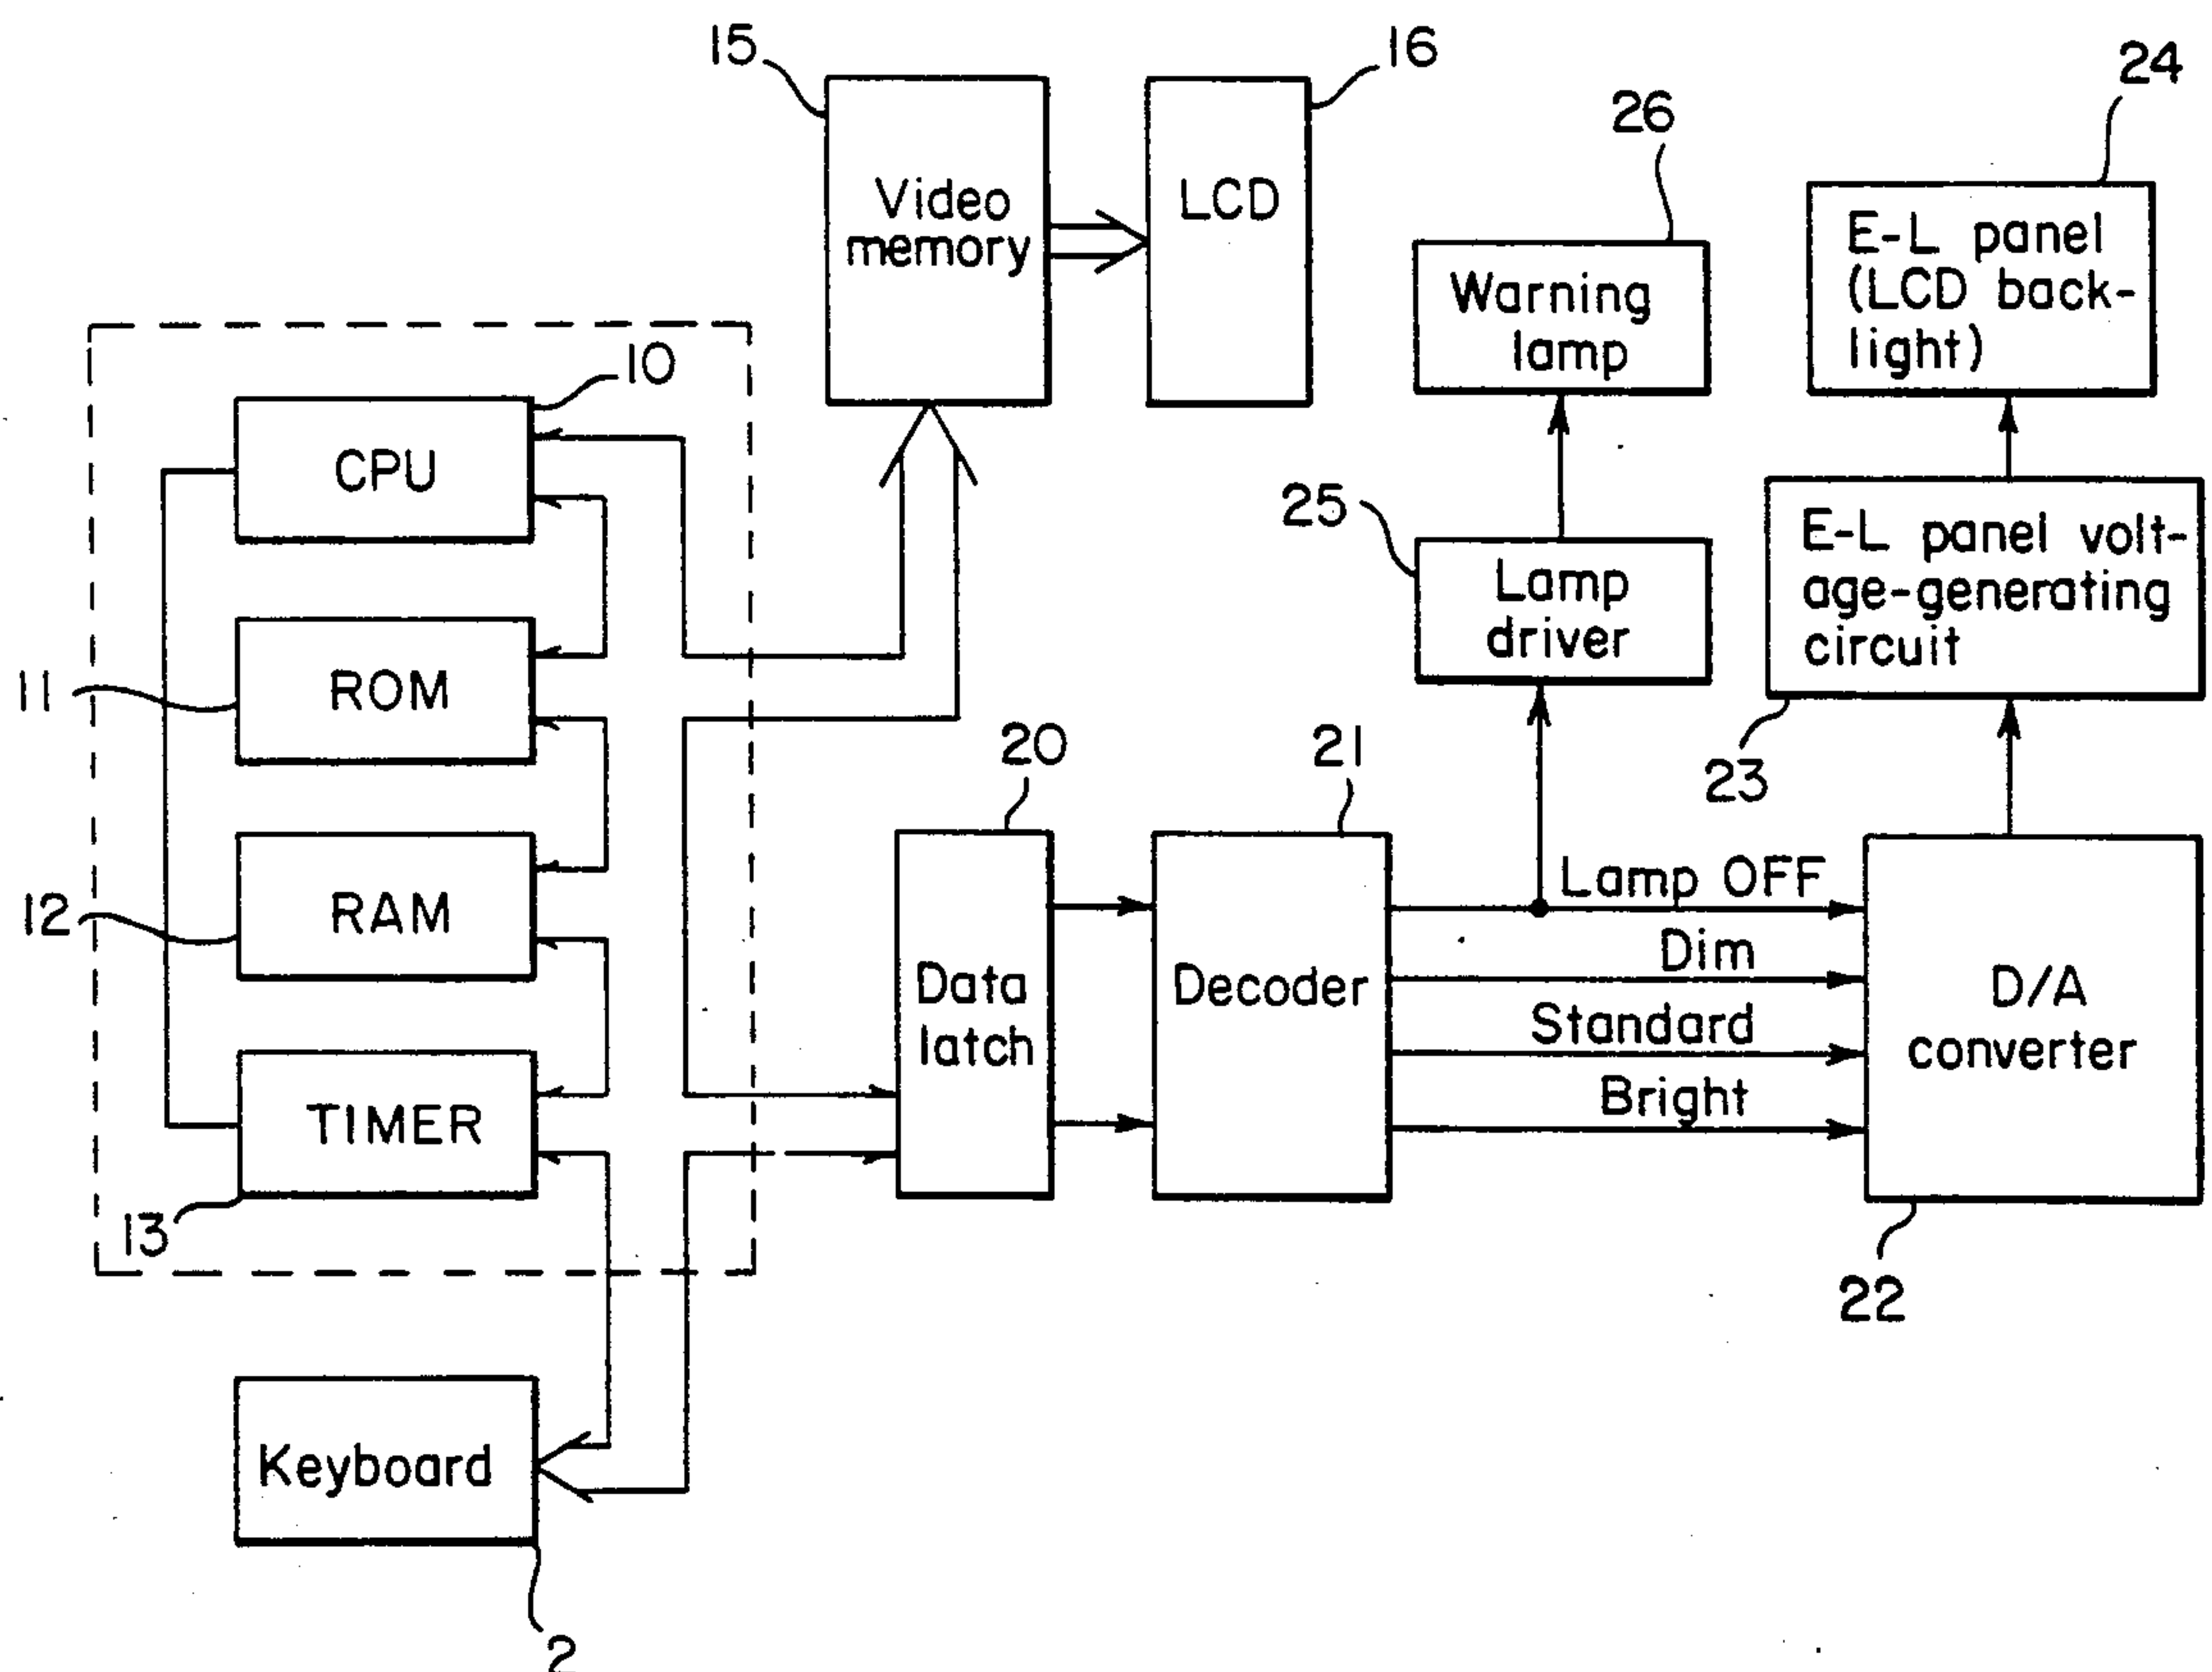 15
Video
memory
16
LCD
26
Warning
lamp
24
E-L panel
(LCD back-
light)
10
CPU
25
Lamp
driver
E-L panel volt-
age-generating
circuit
23
11
ROM
12
RAM
TIMER
13
20
Data
latch
21
Decoder
Lamp OFF
Dim
Standard
Bright
D/A
converter
22
Keyboard
2